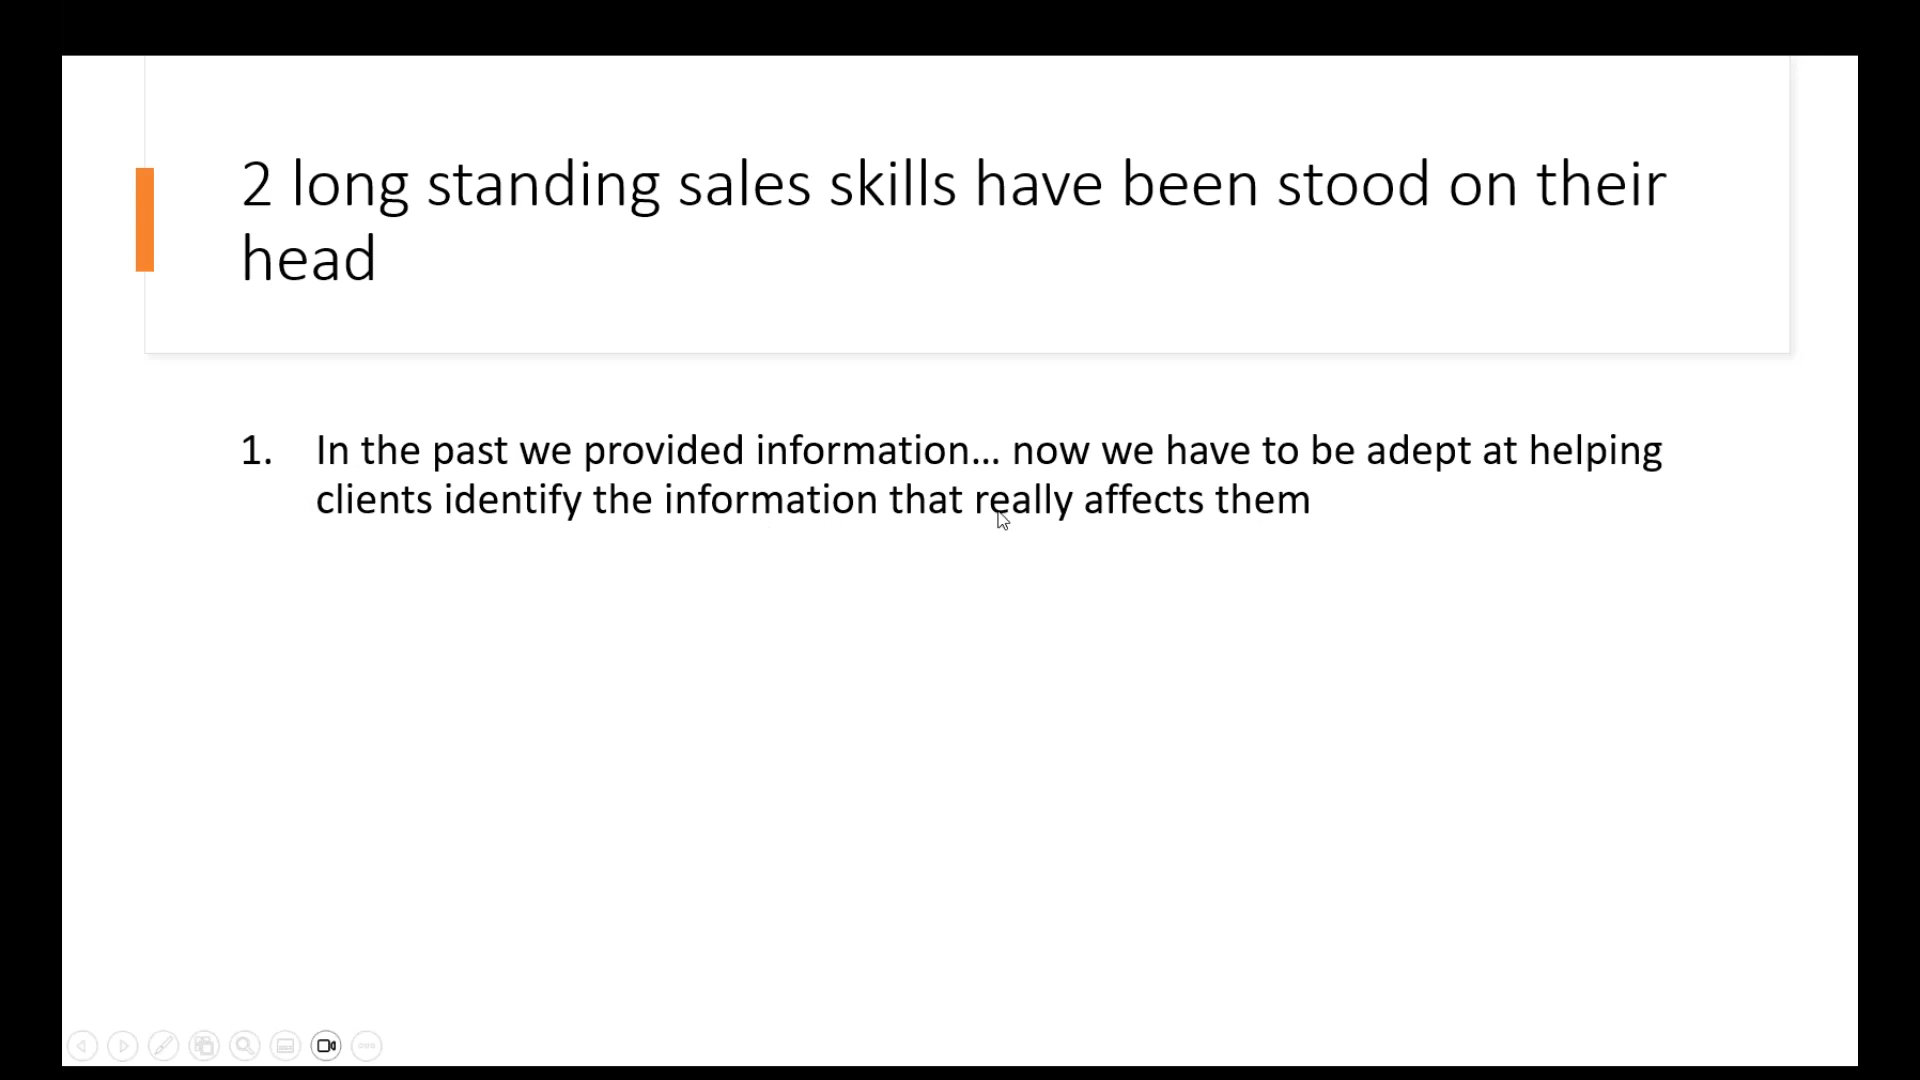 2 long standing sales skills have been stood on their
head
1. In the past we provided information... now we have to be adept at helping
clients identify the information that really affects them